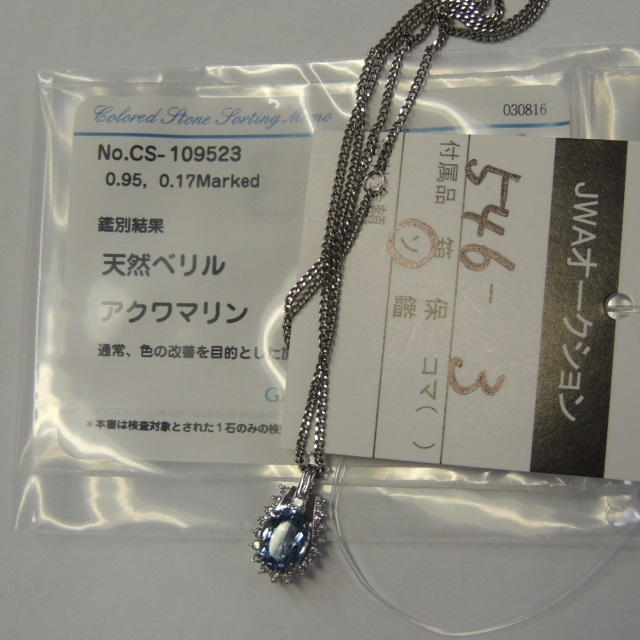 Colored Stone Sorting Memo
030816
No.CS-109523
0.95, 0.17Marked
鑑別結果
天然ベリル
アクワマリン
通常、色の改善を目的とした
*本書は検査対象とされた1石のみの検
JWAオークション
546-3
付属品 箱 保 コマ( )
ソ 鑑